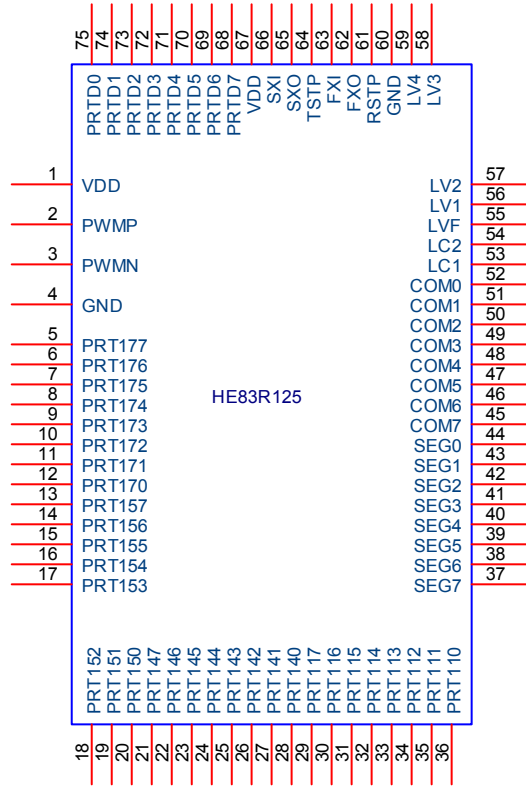 75 74 73 72 71 70 69 68 67 66 65 64 63 62 61 60 59 58
PRTD0 PRTD1 PRTD2 PRTD3 PRTD4 PRTD5 PRTD6 PRTD7 VDD SXI SXO TSTP FXI FXO RSTP GND LV4 LV3
1 VDD
2 PWMP
3 PWMN
4 GND
5 PRT177
6 PRT176
7 PRT175
8 PRT174
9 PRT173
10 PRT172
11 PRT171
12 PRT170
13 PRT157
14 PRT156
15 PRT155
16 PRT154
17 PRT153
HE83R125
LV2 57
LV1 56
LVF 55
LC2 54
LC1 53
COM0 52
COM1 51
COM2 50
COM3 49
COM4 48
COM5 47
COM6 46
COM7 45
SEG0 44
SEG1 43
SEG2 42
SEG3 41
SEG4 40
SEG5 39
SEG6 38
SEG7 37
PRT152 PRT151 PRT150 PRT147 PRT146 PRT145 PRT144 PRT143 PRT142 PRT141 PRT140 PRT117 PRT116 PRT115 PRT114 PRT113 PRT112 PRT111 PRT110
18 19 20 21 22 23 24 25 26 27 28 29 30 31 32 33 34 35 36